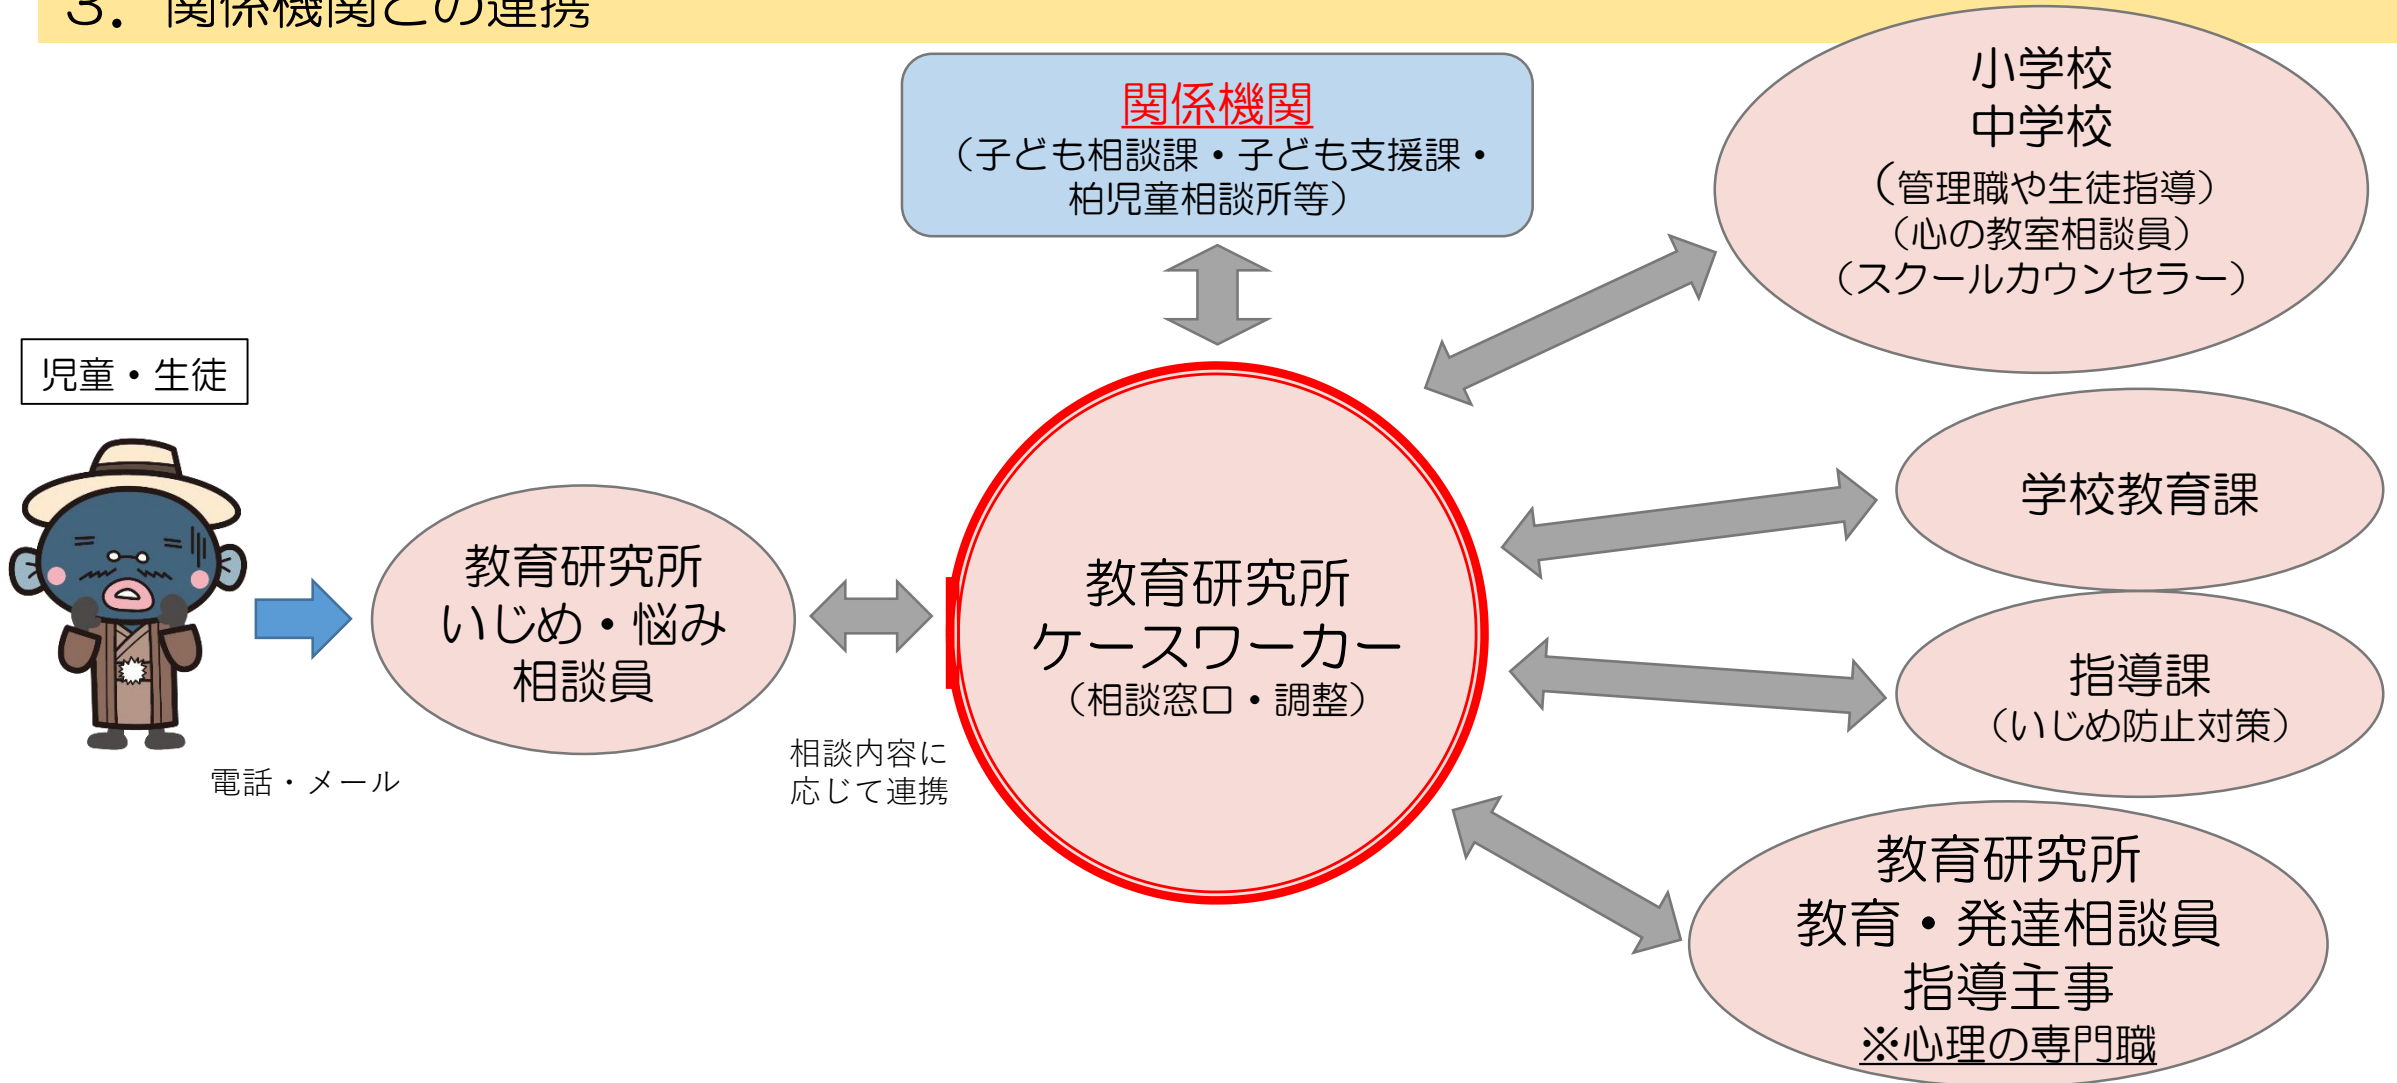 ３．関係機関との連携
関係機関
（子ども相談課・子ども支援課・
柏児童相談所等）
小学校
中学校
（管理職や生徒指導）
（心の教室相談員）
（スクールカウンセラー）
児童・生徒
電話・メール
教育研究所
いじめ・悩み
相談員
相談内容に
応じて連携
教育研究所
ケースワーカー
（相談窓口・調整）
学校教育課
指導課
（いじめ防止対策）
教育研究所
教育・発達相談員
指導主事
※心理の専門職